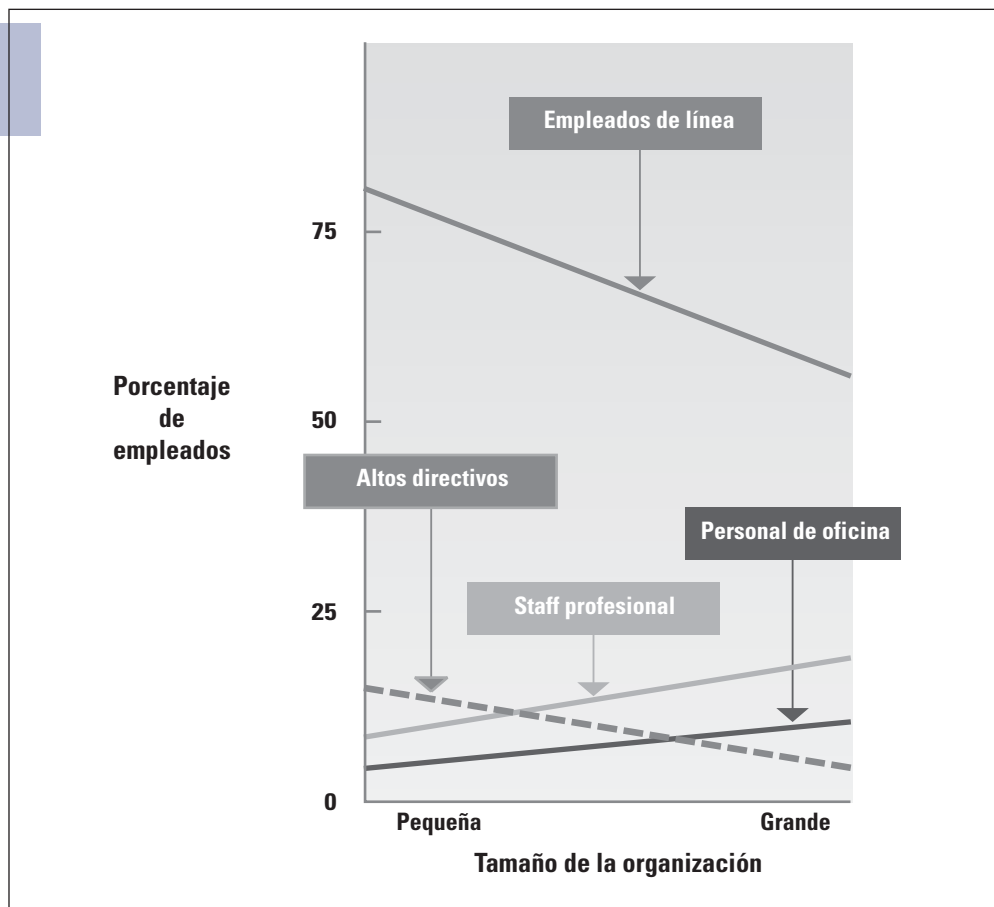 Empleados de línea
75
Porcentaje
de
empleados
50
Altos directivos
Personal de oficina
Staff profesional
25
0
Pequeña
Grande
Tamaño de la organización